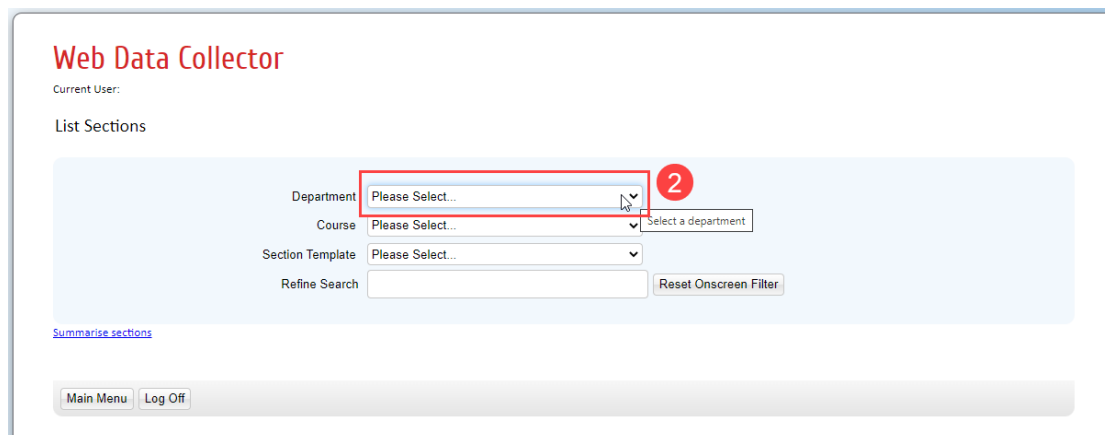 Web Data Collector
Current User:
List Sections
Department Please Select... 2
Select a department
Course Please Select...
Section Template Please Select...
Refine Search Reset Onscreen Filter
Summarise sections
Main Menu Log Off